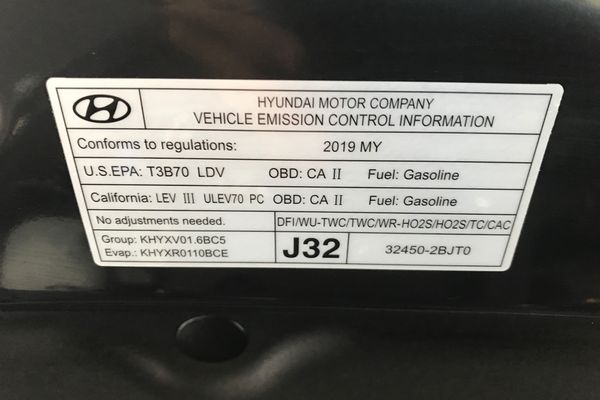 HYUNDAI MOTOR COMPANY
VEHICLE EMISSION CONTROL INFORMATION
Conforms to regulations: 2019 MY
U.S.EPA: T3B70 LDV OBD: CA II Fuel: Gasoline
California: LEV III ULEV70 PC OBD: CA II Fuel: Gasoline
No adjustments needed. DFI/WU-TWC/TWC/WR-HO2S/HO2S/TC/CAC
Group: KHYXV01.6BC5
Evap.: KHYXR0110BCE
J32 32450-2BJT0